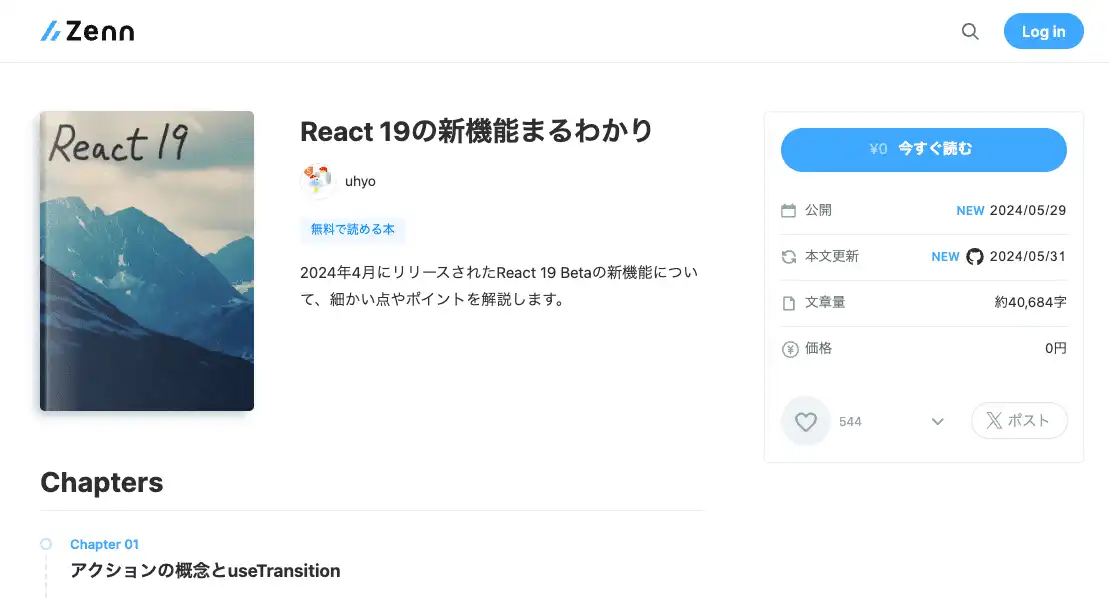 Zenn
Log in
React 19
React 19の新機能まるわかり
uhyo
無料で読める本
2024年4月にリリースされたReact 19 Betaの新機能につい
て、細かい点やポイントを解説します。
¥0 今すぐ読む
公開 NEW 2024/05/29
本文更新 NEW 2024/05/31
文章量 約40,684字
価格 0円
544
ポスト
Chapters
Chapter 01
アクションの概念とuseTransition